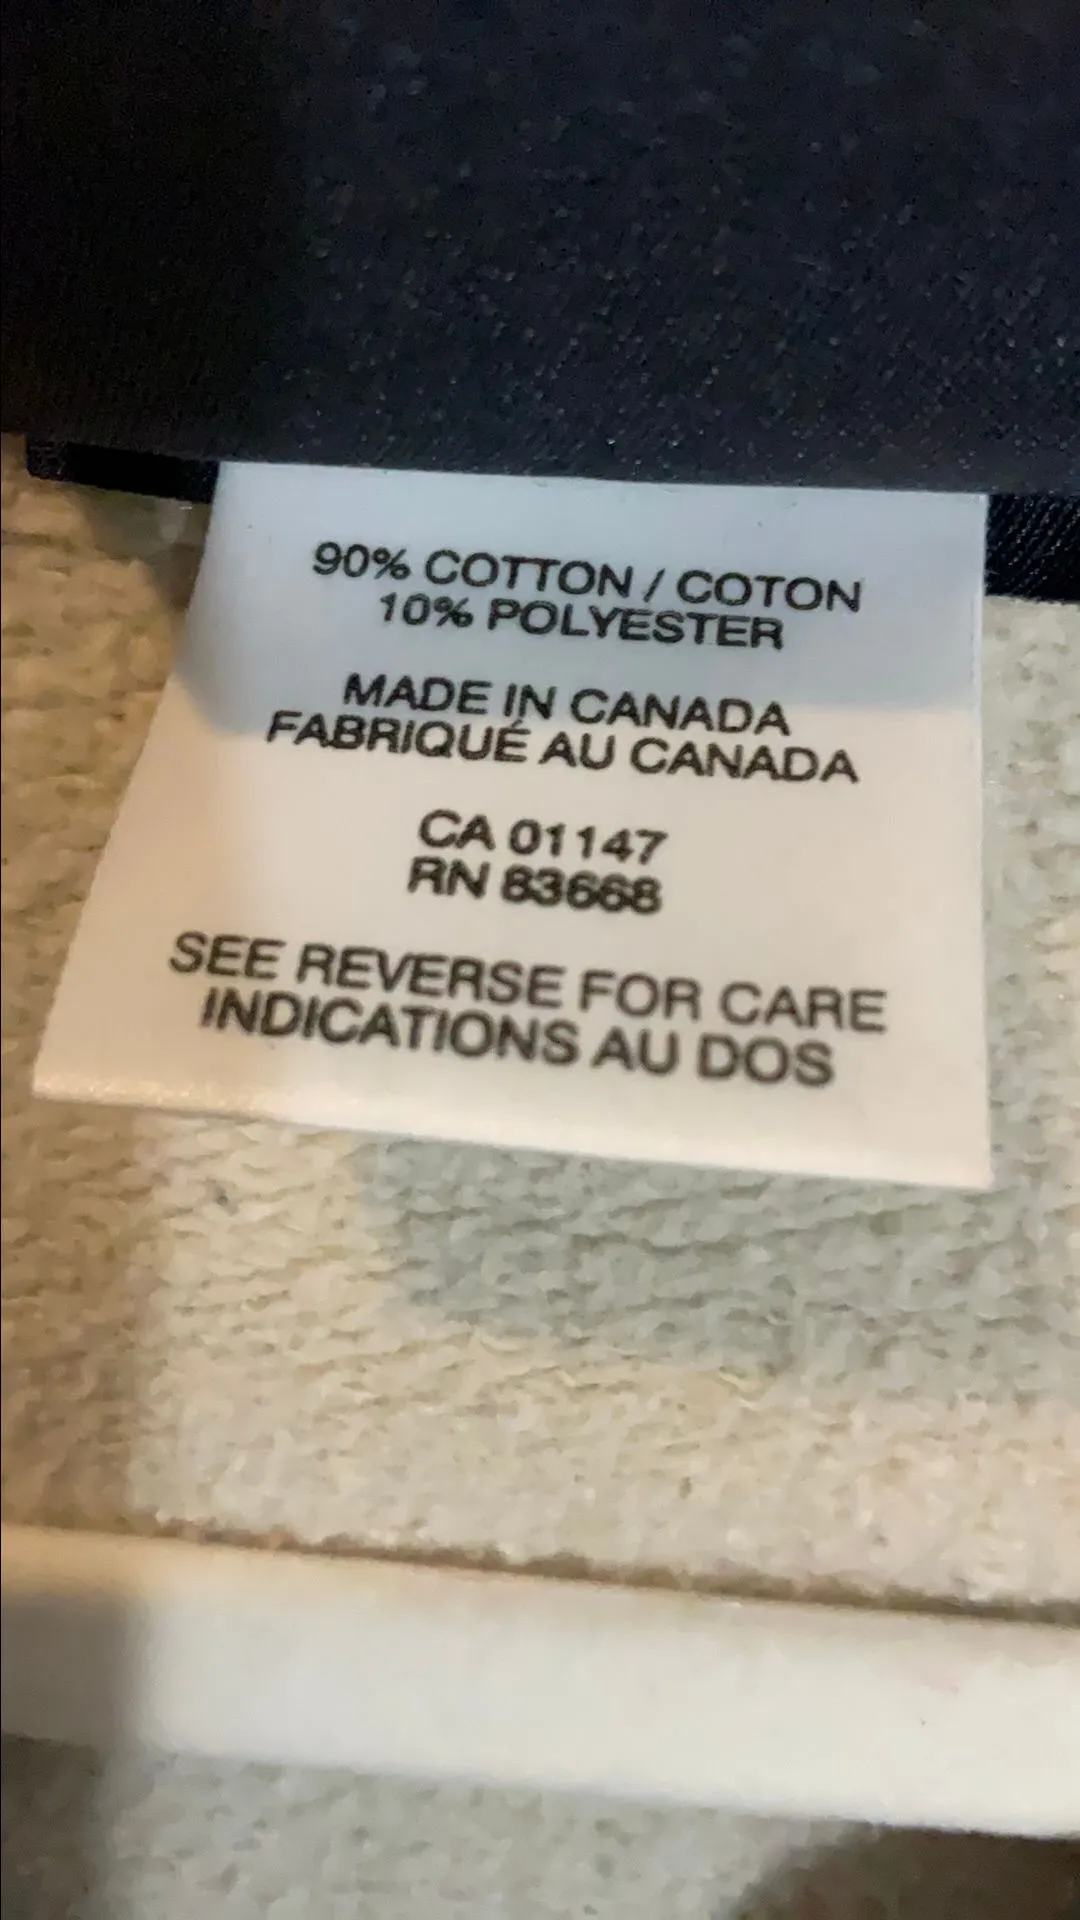 90% COTTON / COTON
10% POLYESTER
MADE IN CANADA
FABRIQUÉ AU CANADA
CA 01147
RN 83668
SEE REVERSE FOR CARE
INDICATIONS AU DOS